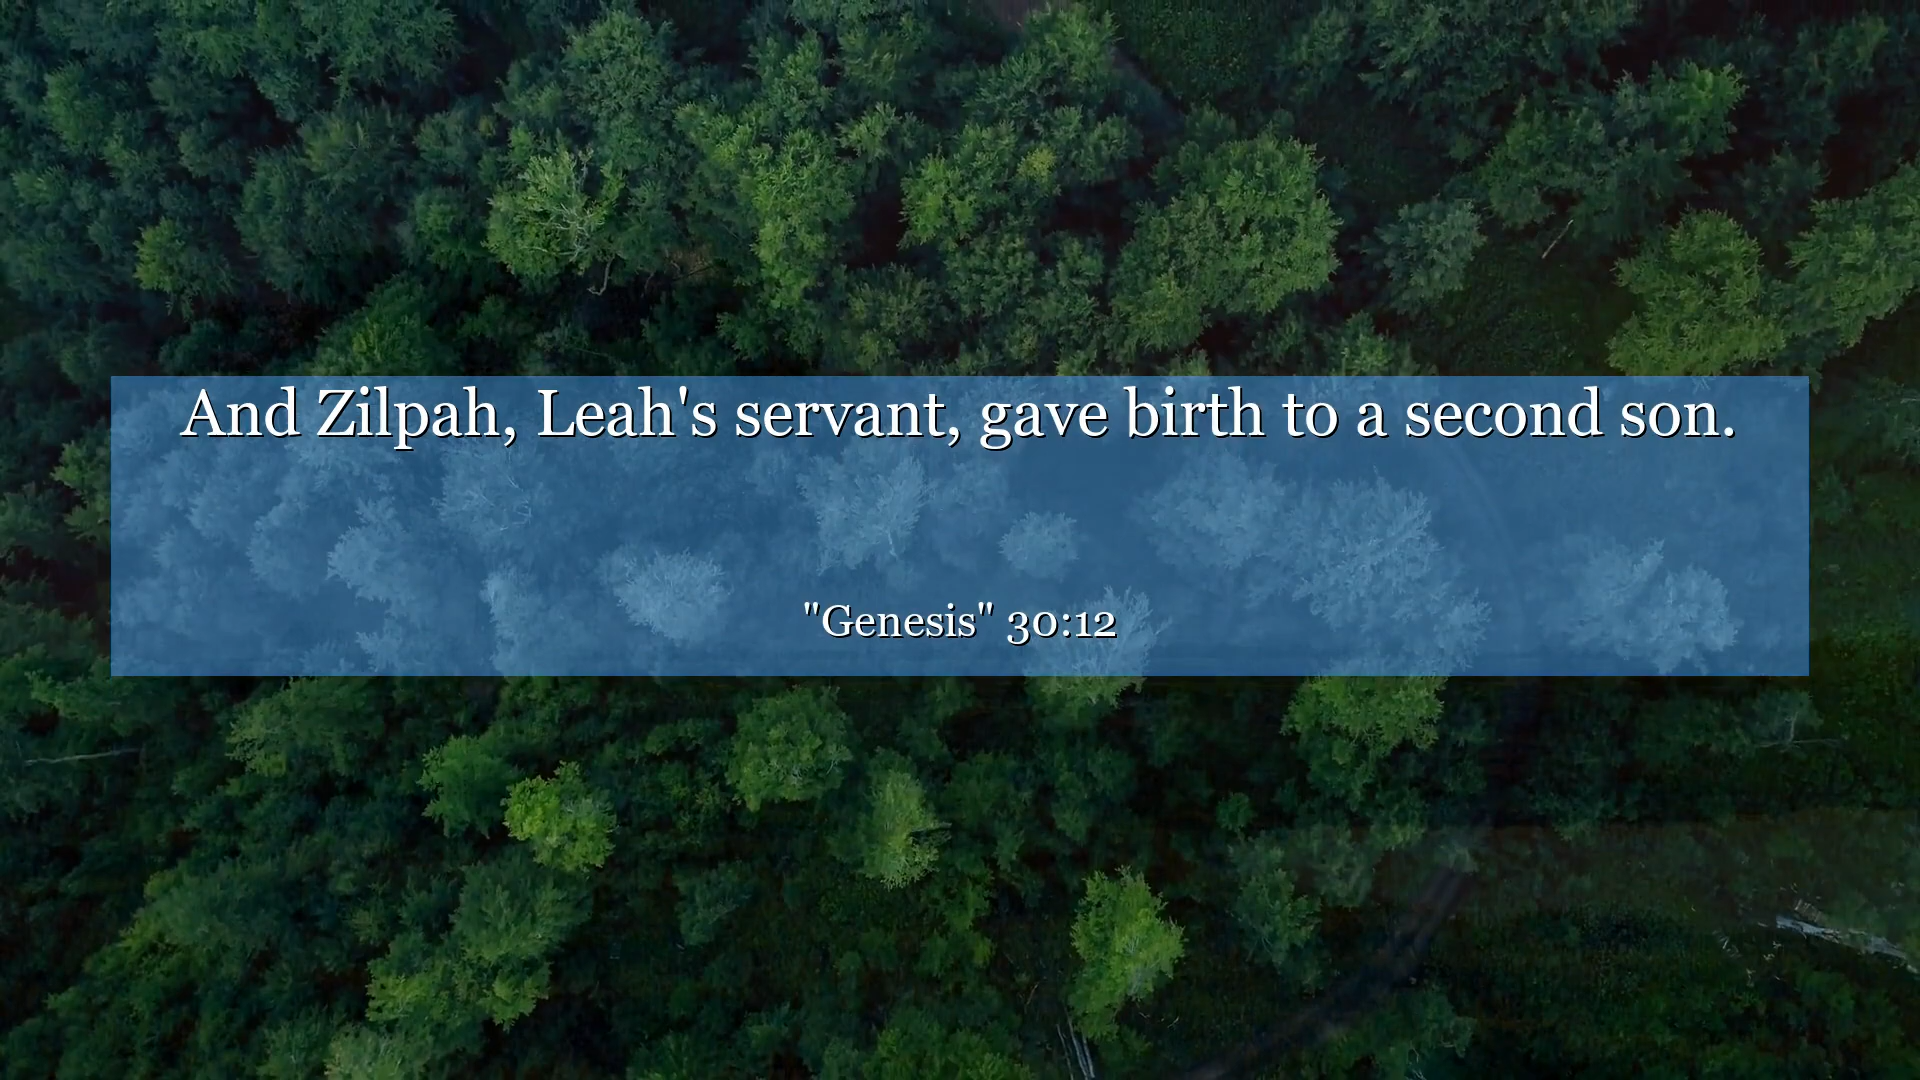 And Zilpah, Leah's servant, gave birth to a second son.
"Genesis" 30:12